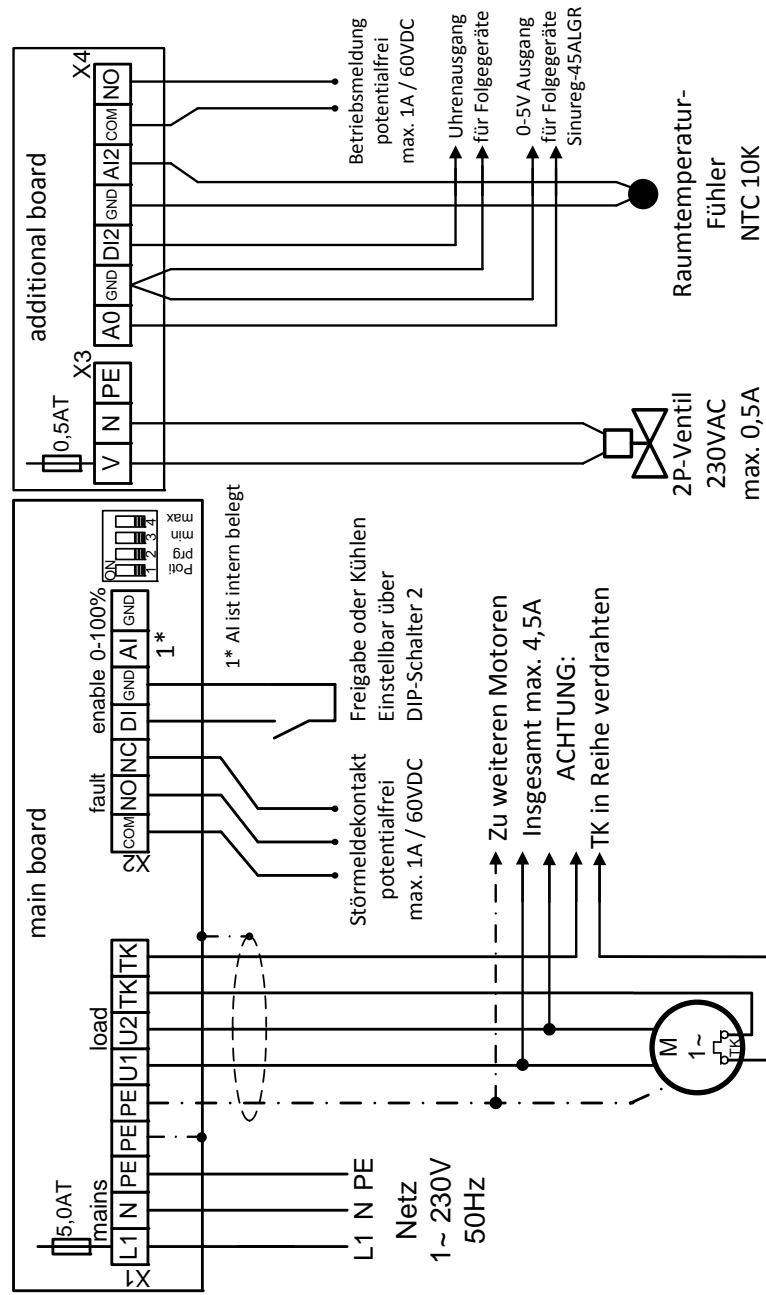 main board
5,0AT
mains
load
X1
L1 N PE PE PE U1 U2 TK TK
fault
enable 0-100%
X2
COM NO NC DI GND AI GND
1*
ON
1 2 3 4
Poti
prg
min
max
1* AI ist intern belegt
L1 N PE
Netz
1~ 230V
50Hz
M
1~
TK
Störmeldekontakt
potentialfrei
max. 1A / 60VDC
Freigabe oder Kühlen
Einstellbar über
DIP-Schalter 2
Zu weiteren Motoren
Insgesamt max. 4,5A
ACHTUNG:
TK in Reihe verdrahten
additional board
0,5AT
X3
V N PE
X4
A0 GND DI2 GND AI2 COM NO
2P-Ventil
230VAC
max. 0,5A
Betriebsmeldung
potentialfrei
max. 1A / 60VDC
Uhrenausgang
für Folgegeräte
0-5V Ausgang
für Folgegeräte
Sinureg-45ALGR
Raumtemperatur-
Fühler
NTC 10K